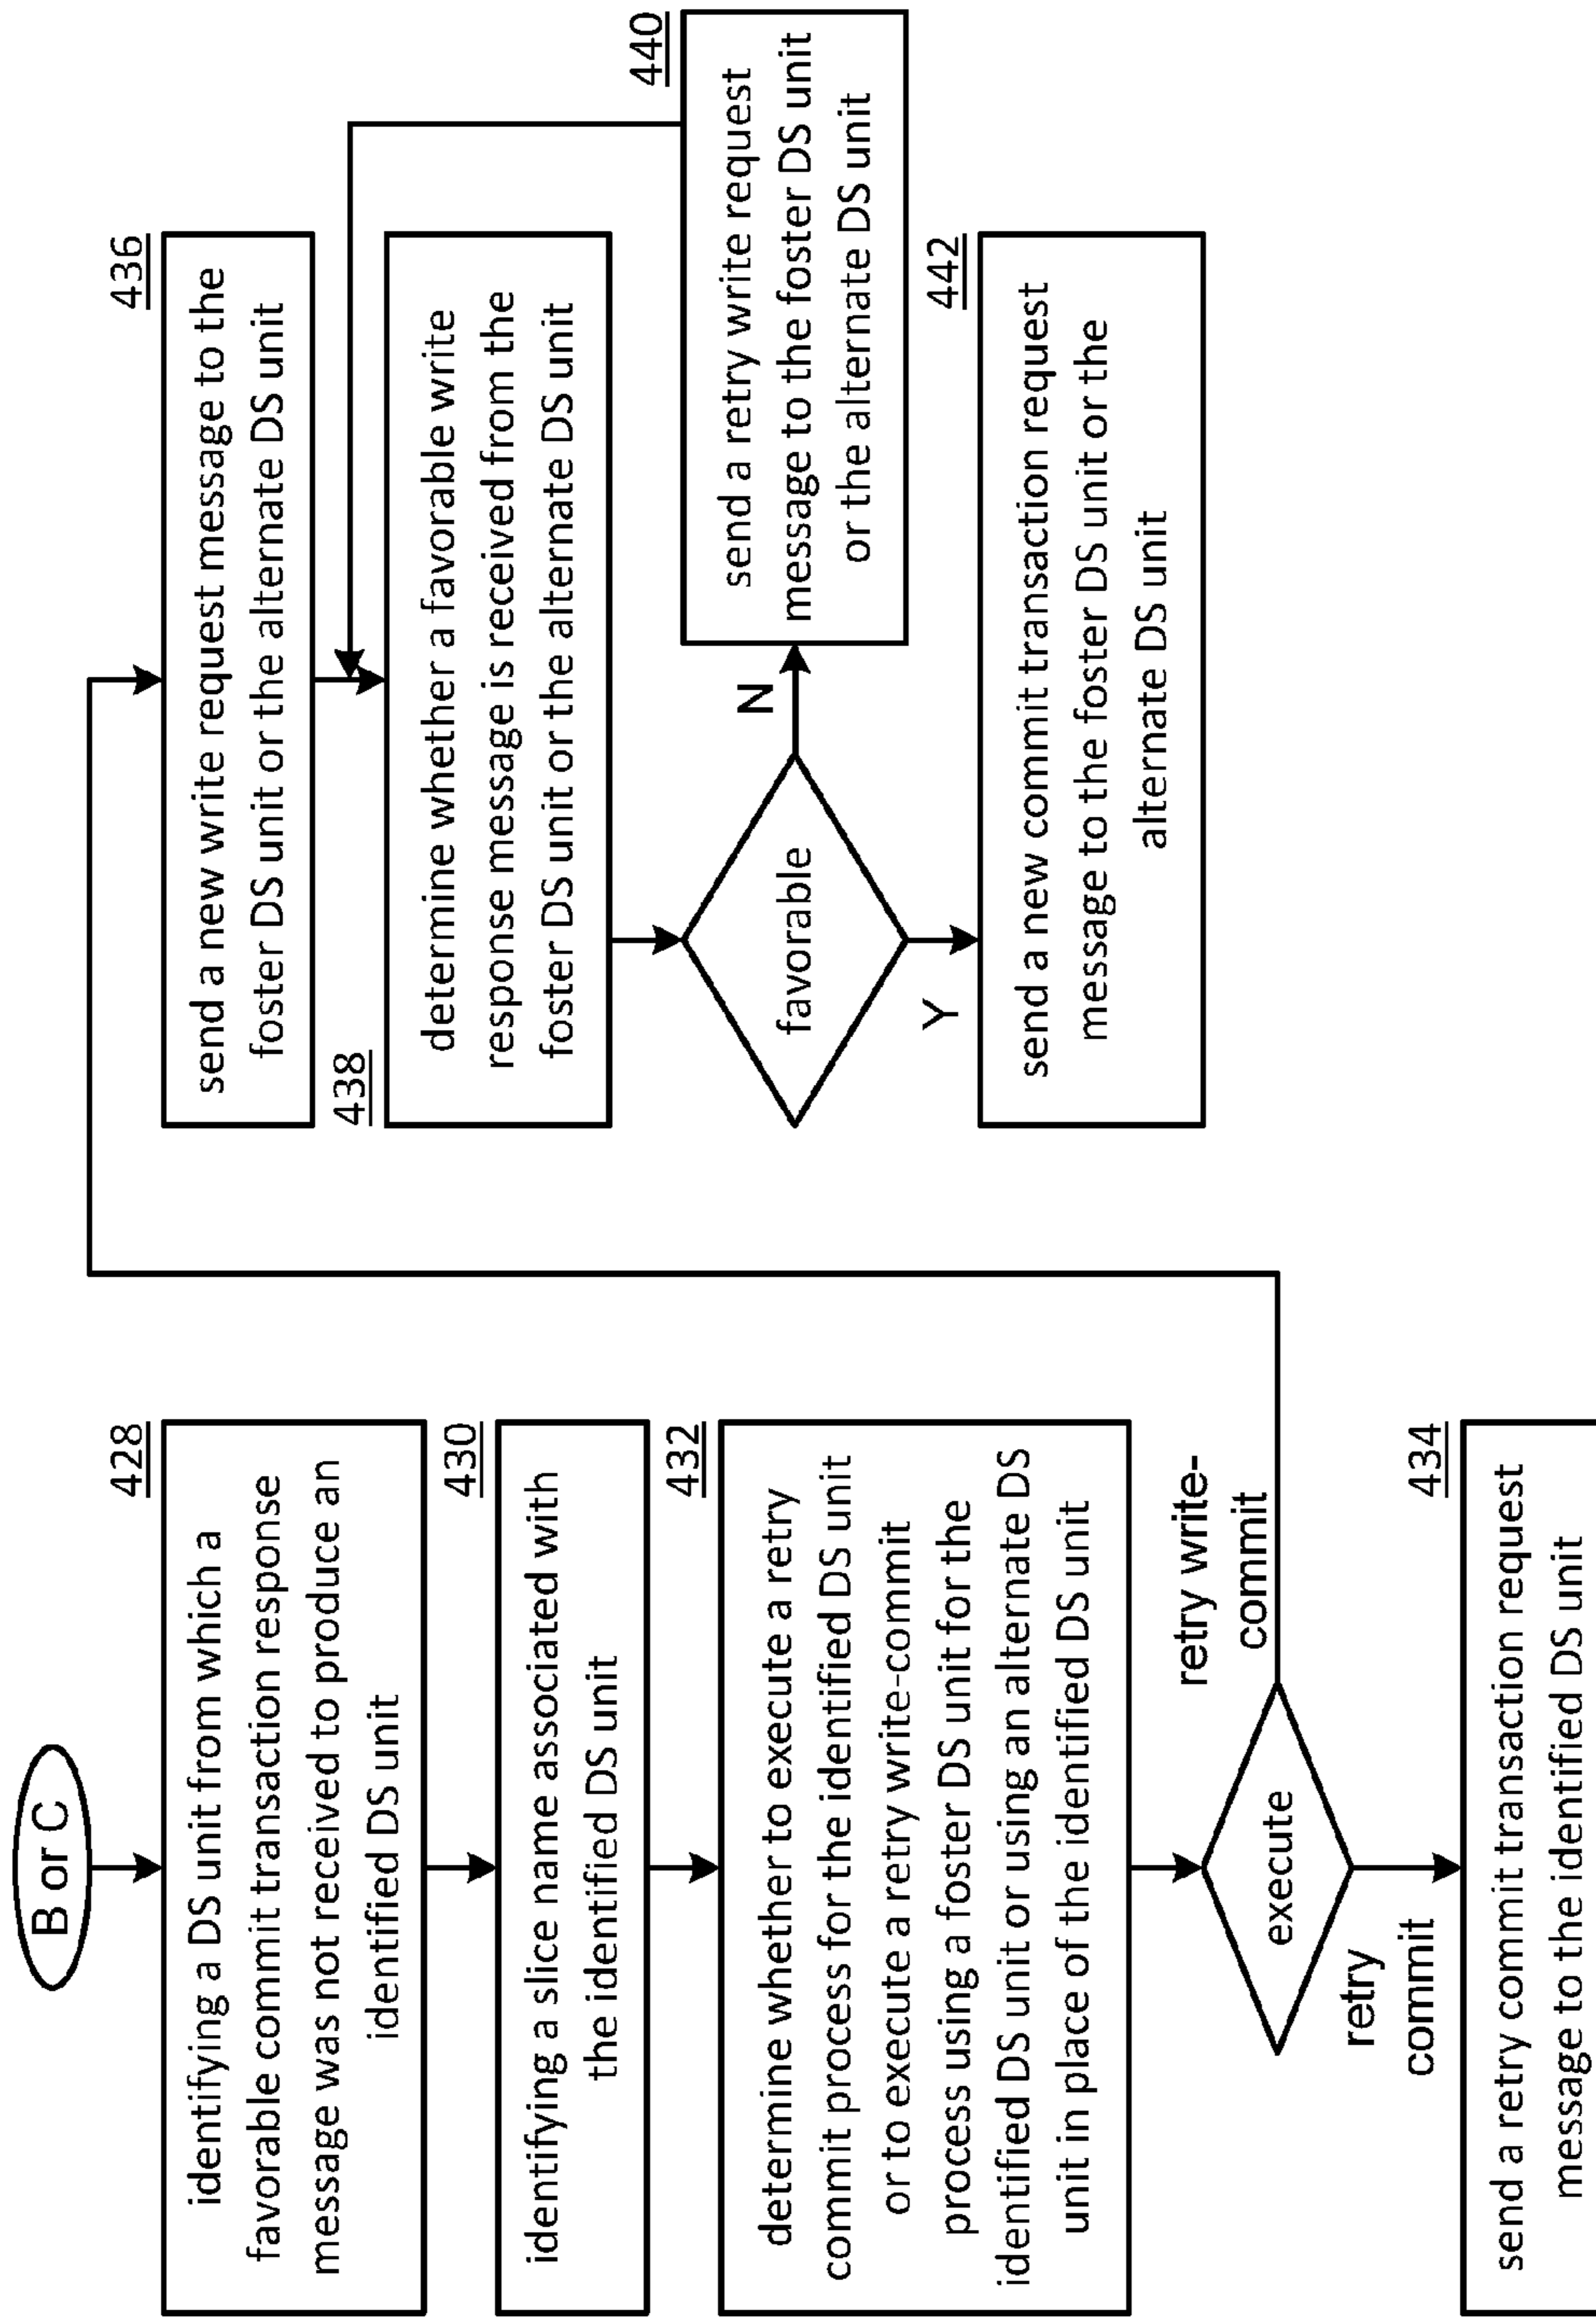 B or C
428
identifying a DS unit from which a
favorable commit transaction response
message was not received to produce an
identified DS unit
430
identifying a slice name associated with
the identified DS unit
432
determine whether to execute a retry
commit process for the identified DS unit
or to execute a retry write-commit
process using a foster DS unit for the
identified DS unit or using an alternate DS
unit in place of the identified DS unit
execute
retry write-
commit
retry
commit
434
send a retry commit transaction request
message to the identified DS unit
436
send a new write request message to the
foster DS unit or the alternate DS unit
438
determine whether a favorable write
response message is received from the
foster DS unit or the alternate DS unit
favorable
N
Y
440
send a retry write request
message to the foster DS unit
or the alternate DS unit
442
send a new commit transaction request
message to the foster DS unit or the
alternate DS unit